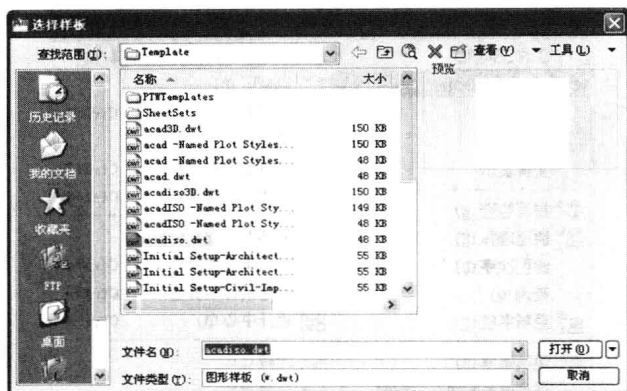 选择样板
查找范围(I): Template 查看(V) 工具(L)
名称 大小 预览
PTWTemplates
SheetSets
acad3D.dwt 150 KB
acad -Named Plot Styles... 150 KB
acad -Named Plot Styles... 48 KB
acad.dwt 48 KB
acadiso3D.dwt 150 KB
acadISO -Named Plot Sty... 149 KB
acadISO -Named Plot Sty... 48 KB
acadiso.dwt 48 KB
Initial Setup-Architect... 55 KB
Initial Setup-Architect... 55 KB
Initial Setup-Civil-Imp... 55 KB
历史记录
我的文档
收藏夹
FTP
桌面
文件名(N): acadiso.dwt 打开(O)
文件类型(T): 图形样板 (*.dwt) 取消